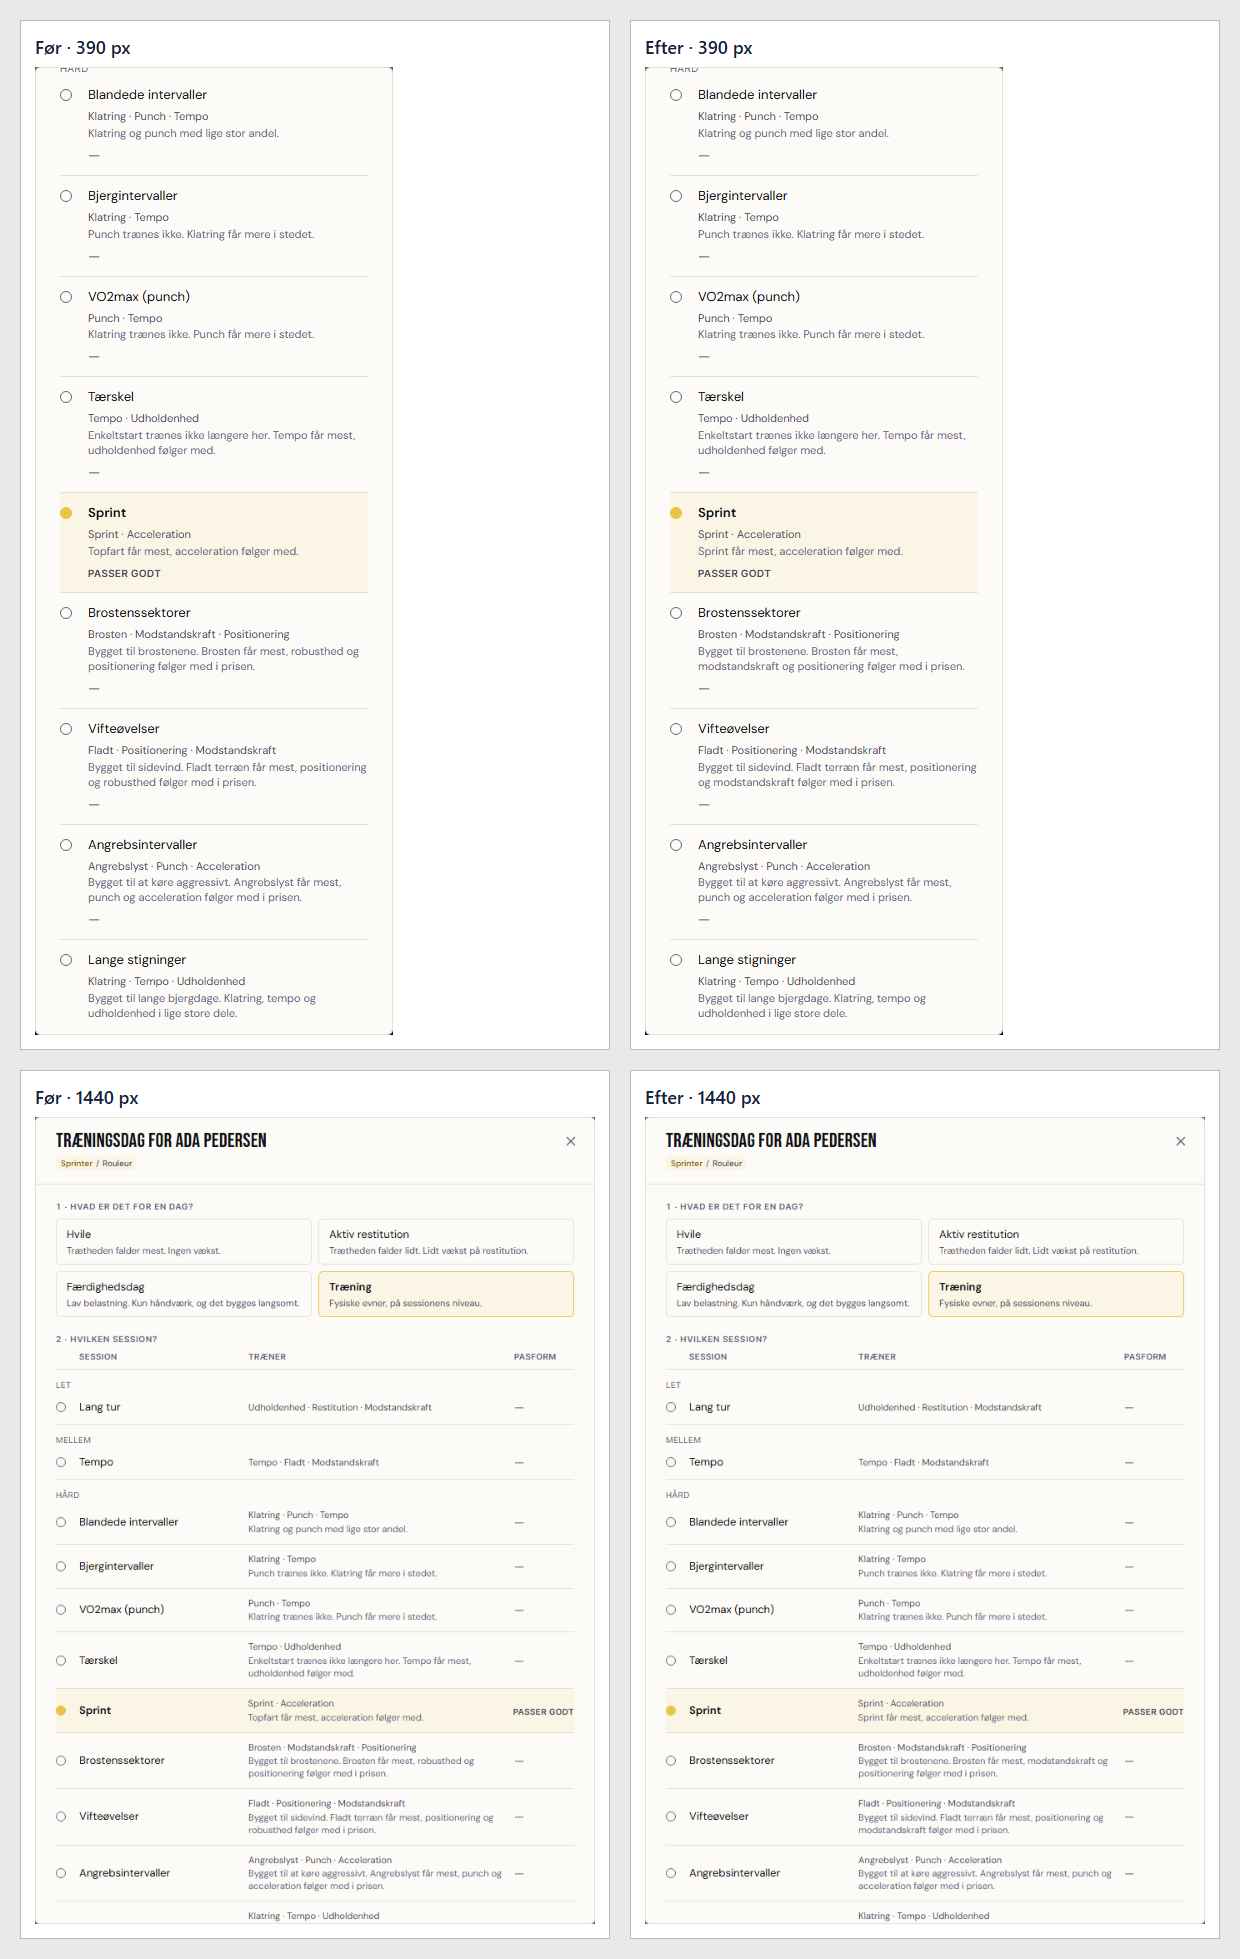 Før · 390 px
HÅRD
Blandede intervaller
Klatring · Punch · Tempo
Klatring og punch med lige stor andel.
—
Bjergintervaller
Klatring · Tempo
Punch trænes ikke. Klatring får mere i stedet.
—
VO2max (punch)
Punch · Tempo
Klatring trænes ikke. Punch får mere i stedet.
—
Tærskel
Tempo · Udholdenhed
Enkeltstart trænes ikke længere her. Tempo får mest,
udholdenhed følger med.
—
Sprint
Sprint · Acceleration
Topfart får mest, acceleration følger med.
PASSER GODT
Brostenssektorer
Brosten · Modstandskraft · Positionering
Bygget til brostenene. Brosten får mest, robusthed og
positionering følger med i prisen.
—
Vifteøvelser
Fladt · Positionering · Modstandskraft
Bygget til sidevind. Fladt terræn får mest, positionering
og robusthed følger med i prisen.
—
Angrebsintervaller
Angrebslyst · Punch · Acceleration
Bygget til at køre aggressivt. Angrebslyst får mest,
punch og acceleration følger med i prisen.
—
Lange stigninger
Klatring · Tempo · Udholdenhed
Bygget til lange bjergdage. Klatring, tempo og
udholdenhed i lige store dele.
Efter · 390 px
HÅRD
Blandede intervaller
Klatring · Punch · Tempo
Klatring og punch med lige stor andel.
—
Bjergintervaller
Klatring · Tempo
Punch trænes ikke. Klatring får mere i stedet.
—
VO2max (punch)
Punch · Tempo
Klatring trænes ikke. Punch får mere i stedet.
—
Tærskel
Tempo · Udholdenhed
Enkeltstart trænes ikke længere her. Tempo får mest,
udholdenhed følger med.
—
Sprint
Sprint · Acceleration
Sprint får mest, acceleration følger med.
PASSER GODT
Brostenssektorer
Brosten · Modstandskraft · Positionering
Bygget til brostenene. Brosten får mest,
modstandskraft og positionering følger med i prisen.
—
Vifteøvelser
Fladt · Positionering · Modstandskraft
Bygget til sidevind. Fladt terræn får mest, positionering
og modstandskraft følger med i prisen.
—
Angrebsintervaller
Angrebslyst · Punch · Acceleration
Bygget til at køre aggressivt. Angrebslyst får mest,
punch og acceleration følger med i prisen.
—
Lange stigninger
Klatring · Tempo · Udholdenhed
Bygget til lange bjergdage. Klatring, tempo og
udholdenhed i lige store dele.
Før · 1440 px
TRÆNINGSDAG FOR ADA PEDERSEN ×
Sprinter / Rouleur
1 · HVAD ER DET FOR EN DAG?
Hvile
Trætheden falder mest. Ingen vækst.
Aktiv restitution
Trætheden falder lidt. Lidt vækst på restitution.
Færdighedsdag
Lav belastning. Kun håndværk, og det bygges langsomt.
Træning
Fysiske evner, på sessionens niveau.
2 · HVILKEN SESSION?
SESSION TRÆNER PASFORM
LET
Lang tur Udholdenhed · Restitution · Modstandskraft —
MELLEM
Tempo Tempo · Fladt · Modstandskraft —
HÅRD
Blandede intervaller Klatring · Punch · Tempo —
Klatring og punch med lige stor andel.
Bjergintervaller Klatring · Tempo —
Punch trænes ikke. Klatring får mere i stedet.
VO2max (punch) Punch · Tempo —
Klatring trænes ikke. Punch får mere i stedet.
Tærskel Tempo · Udholdenhed —
Enkeltstart trænes ikke længere her. Tempo får mest,
udholdenhed følger med.
Sprint Sprint · Acceleration PASSER GODT
Topfart får mest, acceleration følger med.
Brostenssektorer Brosten · Modstandskraft · Positionering —
Bygget til brostenene. Brosten får mest, robusthed og
positionering følger med i prisen.
Vifteøvelser Fladt · Positionering · Modstandskraft —
Bygget til sidevind. Fladt terræn får mest, positionering og
robusthed følger med i prisen.
Angrebsintervaller Angrebslyst · Punch · Acceleration —
Bygget til at køre aggressivt. Angrebslyst får mest, punch og
acceleration følger med i prisen.
Klatring · Tempo · Udholdenhed
Efter · 1440 px
TRÆNINGSDAG FOR ADA PEDERSEN ×
Sprinter / Rouleur
1 · HVAD ER DET FOR EN DAG?
Hvile
Trætheden falder mest. Ingen vækst.
Aktiv restitution
Trætheden falder lidt. Lidt vækst på restitution.
Færdighedsdag
Lav belastning. Kun håndværk, og det bygges langsomt.
Træning
Fysiske evner, på sessionens niveau.
2 · HVILKEN SESSION?
SESSION TRÆNER PASFORM
LET
Lang tur Udholdenhed · Restitution · Modstandskraft —
MELLEM
Tempo Tempo · Fladt · Modstandskraft —
HÅRD
Blandede intervaller Klatring · Punch · Tempo —
Klatring og punch med lige stor andel.
Bjergintervaller Klatring · Tempo —
Punch trænes ikke. Klatring får mere i stedet.
VO2max (punch) Punch · Tempo —
Klatring trænes ikke. Punch får mere i stedet.
Tærskel Tempo · Udholdenhed —
Enkeltstart trænes ikke længere her. Tempo får mest,
udholdenhed følger med.
Sprint Sprint · Acceleration PASSER GODT
Sprint får mest, acceleration følger med.
Brostenssektorer Brosten · Modstandskraft · Positionering —
Bygget til brostenene. Brosten får mest, modstandskraft og
positionering følger med i prisen.
Vifteøvelser Fladt · Positionering · Modstandskraft —
Bygget til sidevind. Fladt terræn får mest, positionering og
modstandskraft følger med i prisen.
Angrebsintervaller Angrebslyst · Punch · Acceleration —
Bygget til at køre aggressivt. Angrebslyst får mest, punch og
acceleration følger med i prisen.
Klatring · Tempo · Udholdenhed